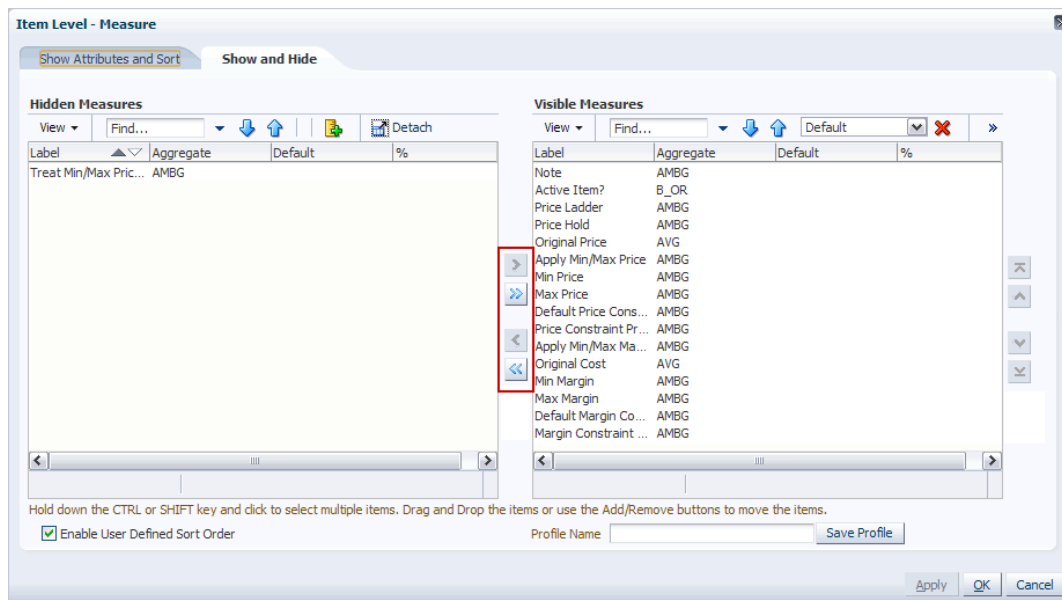 Item Level - Measure
Show Attributes and Sort
Show and Hide
Hidden Measures
View
Find...
Detach
Label Aggregate Default %
Treat Min/Max Pric... AMBG
Visible Measures
View
Find...
Default
Label Aggregate Default %
Note AMBG
Active Item? B_OR
Price Ladder AMBG
Price Hold AMBG
Original Price AVG
Apply Min/Max Price AMBG
Min Price AMBG
Max Price AMBG
Default Price Cons... AMBG
Price Constraint Pr... AMBG
Apply Min/Max Ma... AMBG
Original Cost AVG
Min Margin AMBG
Max Margin AMBG
Default Margin Co... AMBG
Margin Constraint ... AMBG
Hold down the CTRL or SHIFT key and click to select multiple items. Drag and Drop the items or use the Add/Remove buttons to move the items.
Enable User Defined Sort Order
Profile Name
Save Profile
Apply
OK
Cancel